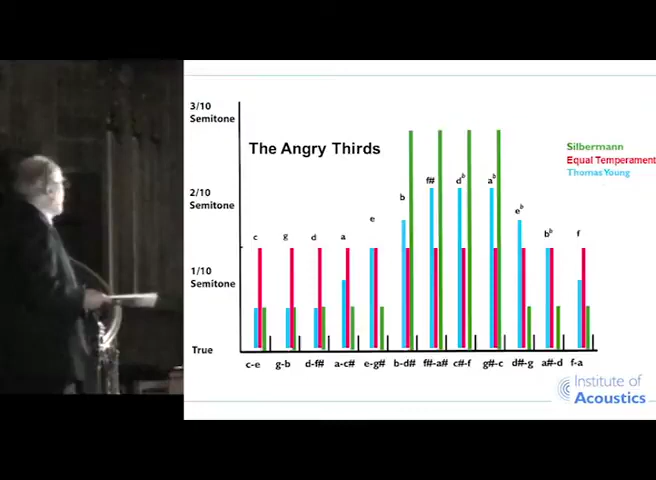 3/10
Semitone
The Angry Thirds
Silbermann
Equal Temperament
Thomas Young
2/10
Semitone
c
g
d
a
e
b
f#
d♭
a♭
e♭
b♭
f
1/10
Semitone
True
c-e
g-b
d-f#
a-c#
e-g#
b-d#
f#-a#
c#-f
g#-c
d#-g
a#-d
f-a
Institute of
Acoustics